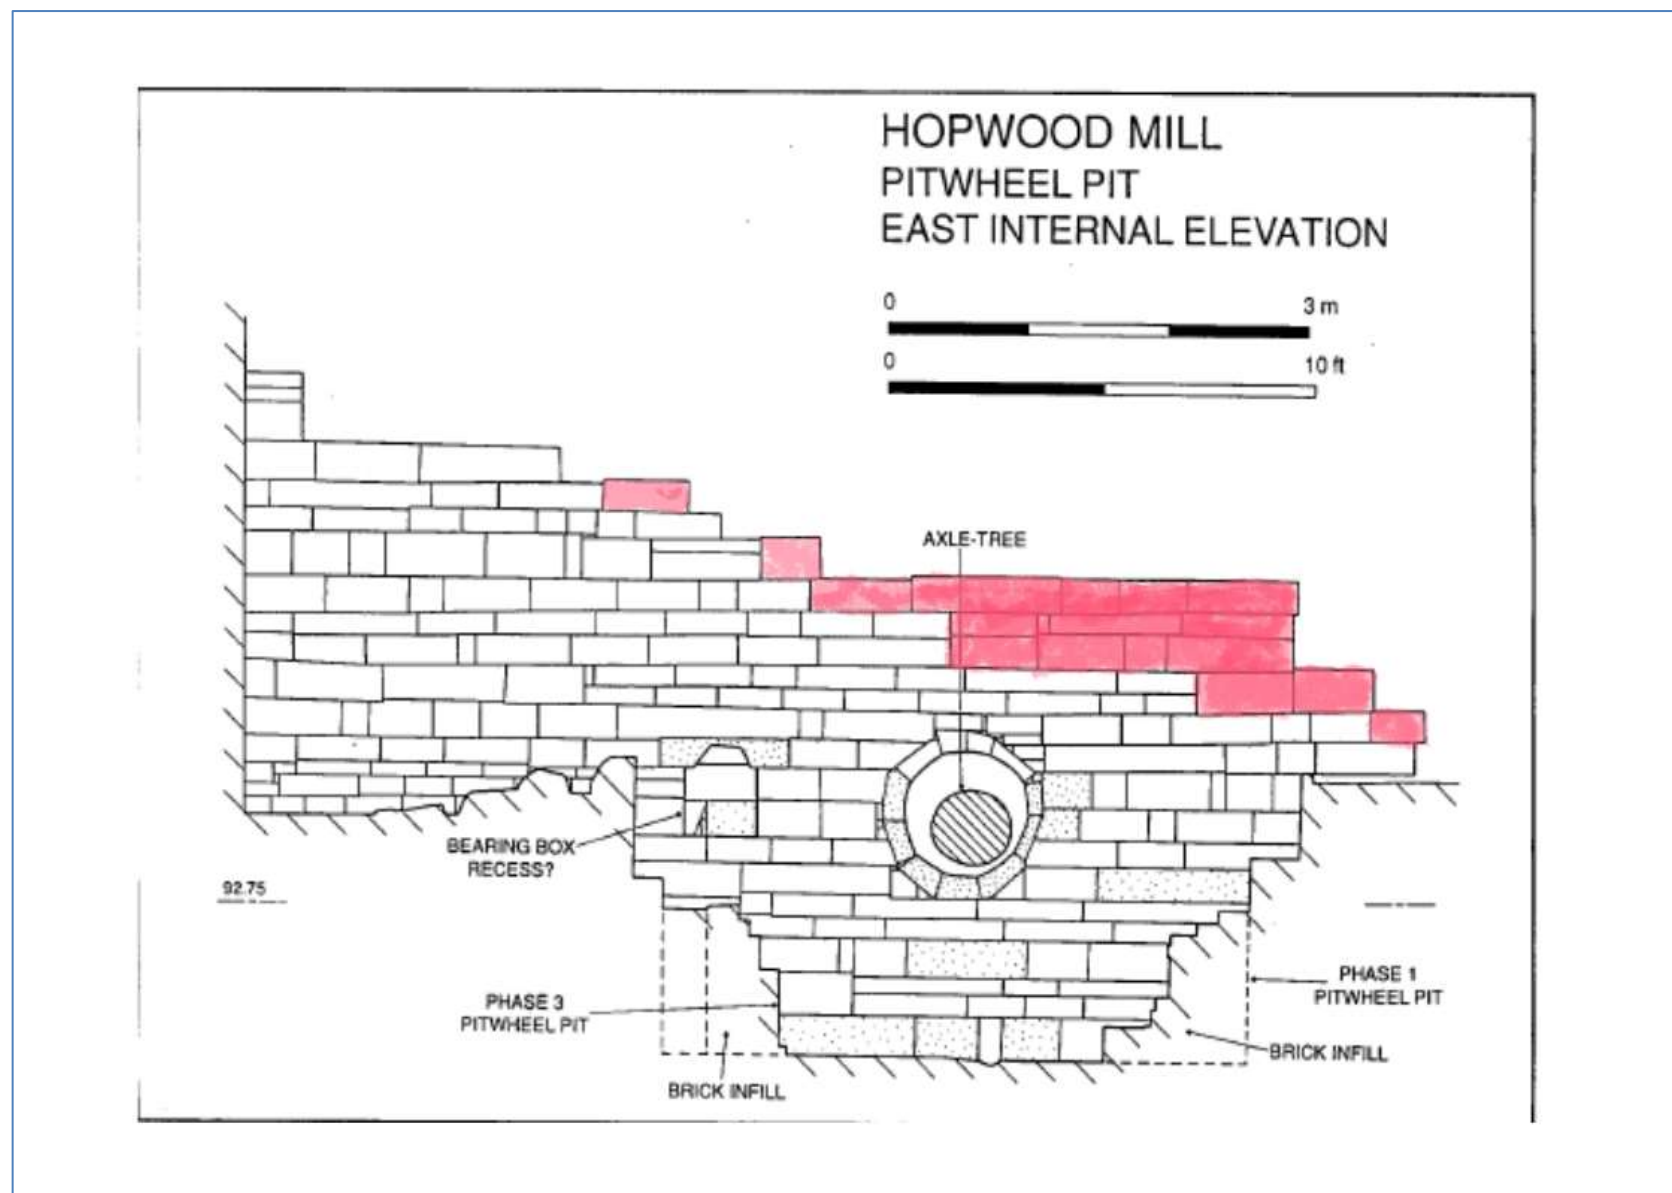 HOPWOOD MILL
PITWHEEL PIT
EAST INTERNAL ELEVATION
0 3 m
0 10 ft
AXLE-TREE
BEARING BOX
RECESS?
92.75
PHASE 3
PITWHEEL PIT
PHASE 1
PITWHEEL PIT
BRICK INFILL
BRICK INFILL